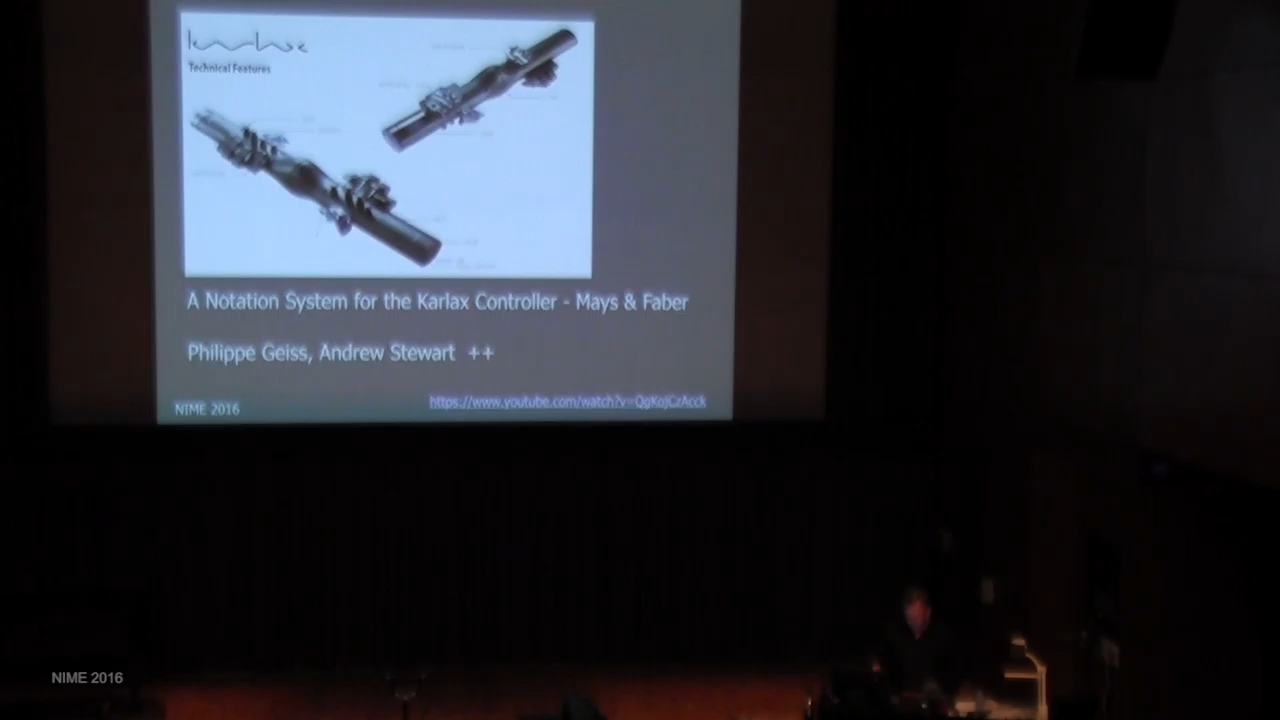 karlax
Technical Features
A Notation System for the Karlax Controller - Mays & Faber
Philippe Geiss, Andrew Stewart ++
https://www.youtube.com/watch?v=QgKojCzAcck
NIME 2016
NIME 2016